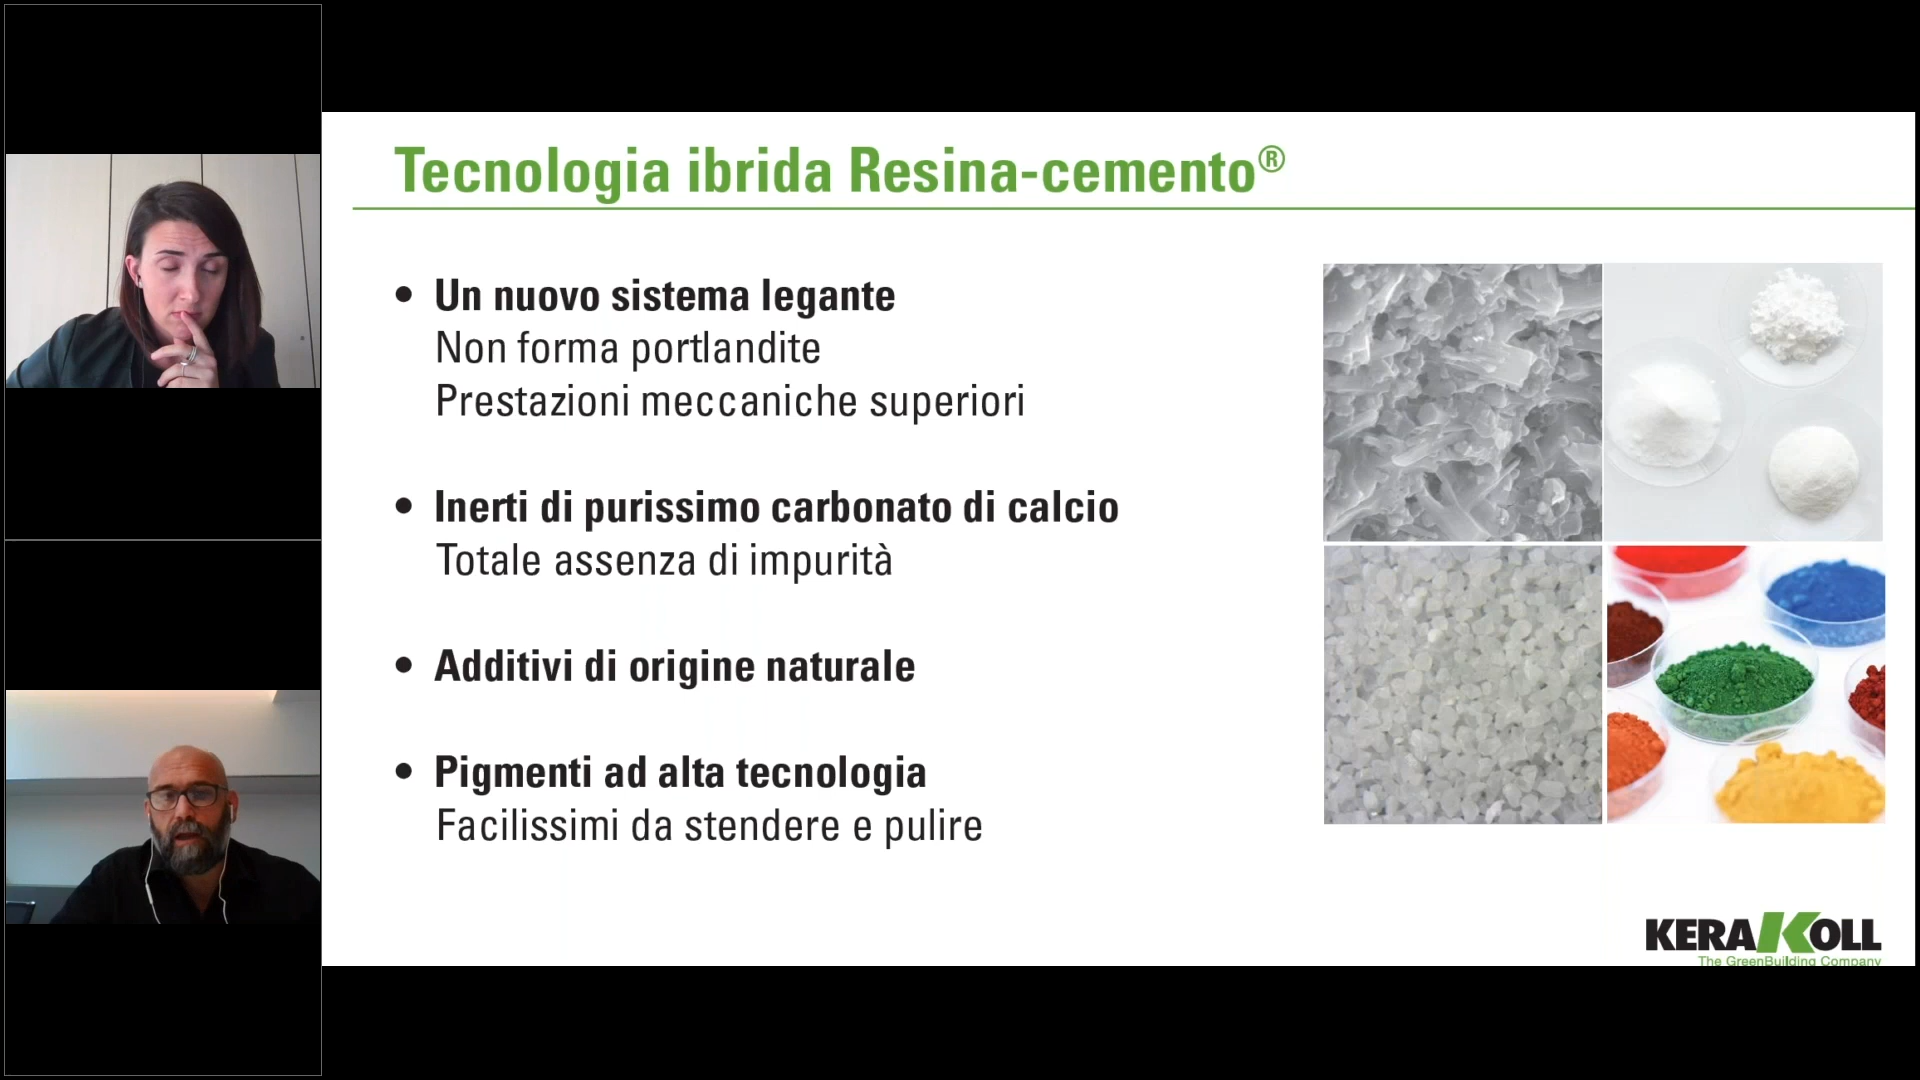 Tecnologia ibrida Resina-cemento®
• Un nuovo sistema legante
Non forma portlandite
Prestazioni meccaniche superiori
• Inerti di purissimo carbonato di calcio
Totale assenza di impurità
• Additivi di origine naturale
• Pigmenti ad alta tecnologia
Facilissimi da stendere e pulire
KERAKOLL
The GreenBuilding Company